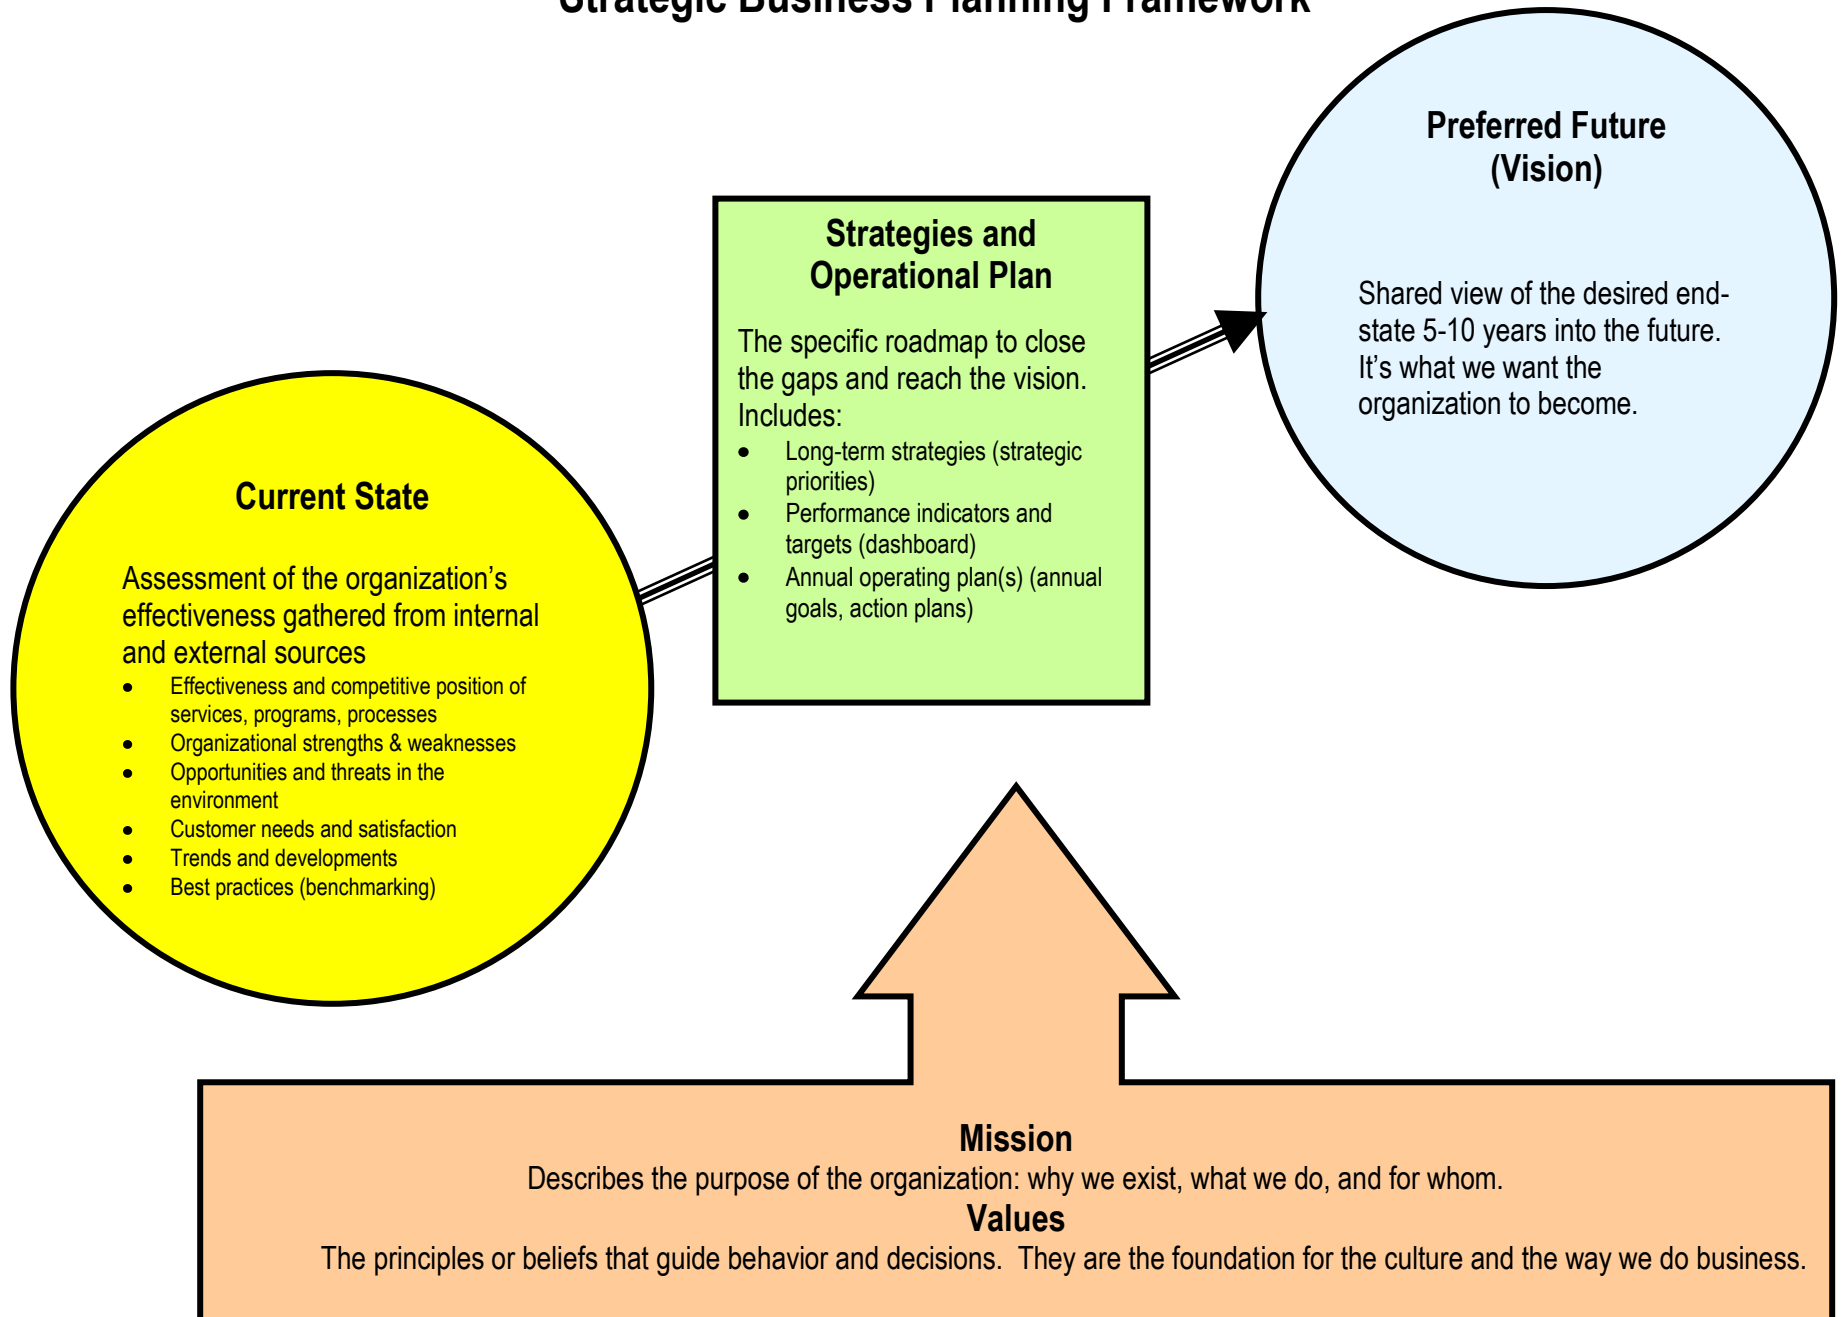 Strategic Business Planning Framework
Preferred Future
(Vision)
Shared view of the desired end-
state 5-10 years into the future.
It’s what we want the
organization to become.
Strategies and
Operational Plan
The specific roadmap to close
the gaps and reach the vision.
Includes:
• Long-term strategies (strategic
priorities)
• Performance indicators and
targets (dashboard)
• Annual operating plan(s) (annual
goals, action plans)
Current State
Assessment of the organization’s
effectiveness gathered from internal
and external sources
• Effectiveness and competitive position of
services, programs, processes
• Organizational strengths & weaknesses
• Opportunities and threats in the
environment
• Customer needs and satisfaction
• Trends and developments
• Best practices (benchmarking)
Mission
Describes the purpose of the organization: why we exist, what we do, and for whom.
Values
The principles or beliefs that guide behavior and decisions.  They are the foundation for the culture and the way we do business.